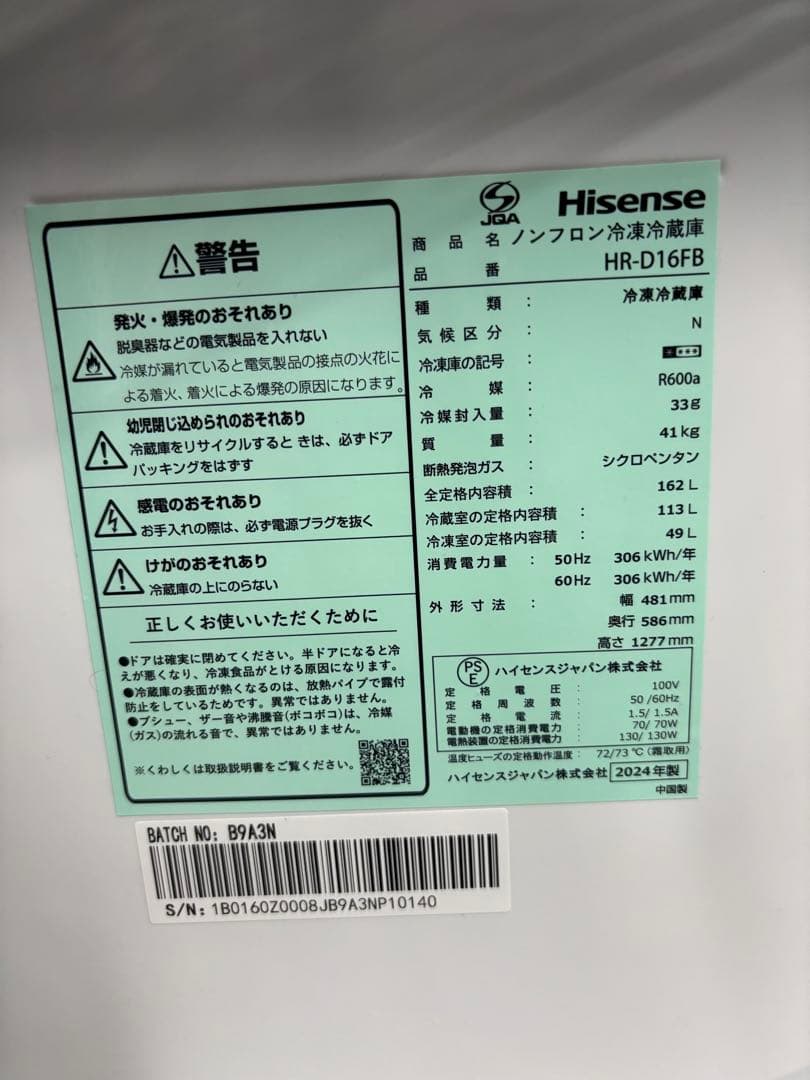 警告
発火・爆発のおそれあり
脱臭器などの電気製品を入れない
冷媒が漏れていると電気製品の接点の火花に
よる着火、着火による爆発の原因になります。
幼児閉じ込められのおそれあり
冷蔵庫をリサイクルすると きは、必ずドア
パッキングをはずす
感電のおそれあり
お手入れの際は、必ず電源プラグを抜く
けがのおそれあり
冷蔵庫の上にのらない
正しくお使いいただくために
●ドアは確実に閉めてください。半ドアになると冷
えが悪くなり、冷凍食品がとける原因になります。
●冷蔵庫の表面が熱くなるのは、放熱パイプで露付
防止をしているためです。異常ではありません。
●ブシュー、ザー音や沸騰音(ボコボコ)は、冷媒
(ガス)の流れる音で、異常ではありません。
※くわしくは取扱説明書をご覧ください。
JQA
Hisense
商品名 ノンフロン冷凍冷蔵庫
品番 HR-D16FB
種類 : 冷凍冷蔵庫
気候区分 : N
冷凍庫の記号 :
冷媒 : R600a
冷媒封入量 : 33g
質量 : 41kg
断熱発泡ガス : シクロペンタン
全定格内容積 : 162L
冷蔵室の定格内容積 : 113L
冷凍室の定格内容積 : 49L
消費電力量 : 50Hz 306kWh/年
60Hz 306kWh/年
外形寸法 : 幅 481mm
奥行 586mm
高さ 1277mm
PS
E
ハイセンスジャパン株式会社
定格電圧 : 100V
定格周波数 : 50/60Hz
定格電流 : 1.5/1.5A
電動機の定格消費電力 : 70/70W
電熱装置の定格消費電力 : 130/130W
温度ヒューズの定格動作温度 : 72/73℃(霜取用)
ハイセンスジャパン株式会社 2024年製
中国製
BATCH NO: B9A3N
S/N: 1B0160Z0008JB9A3NP10140